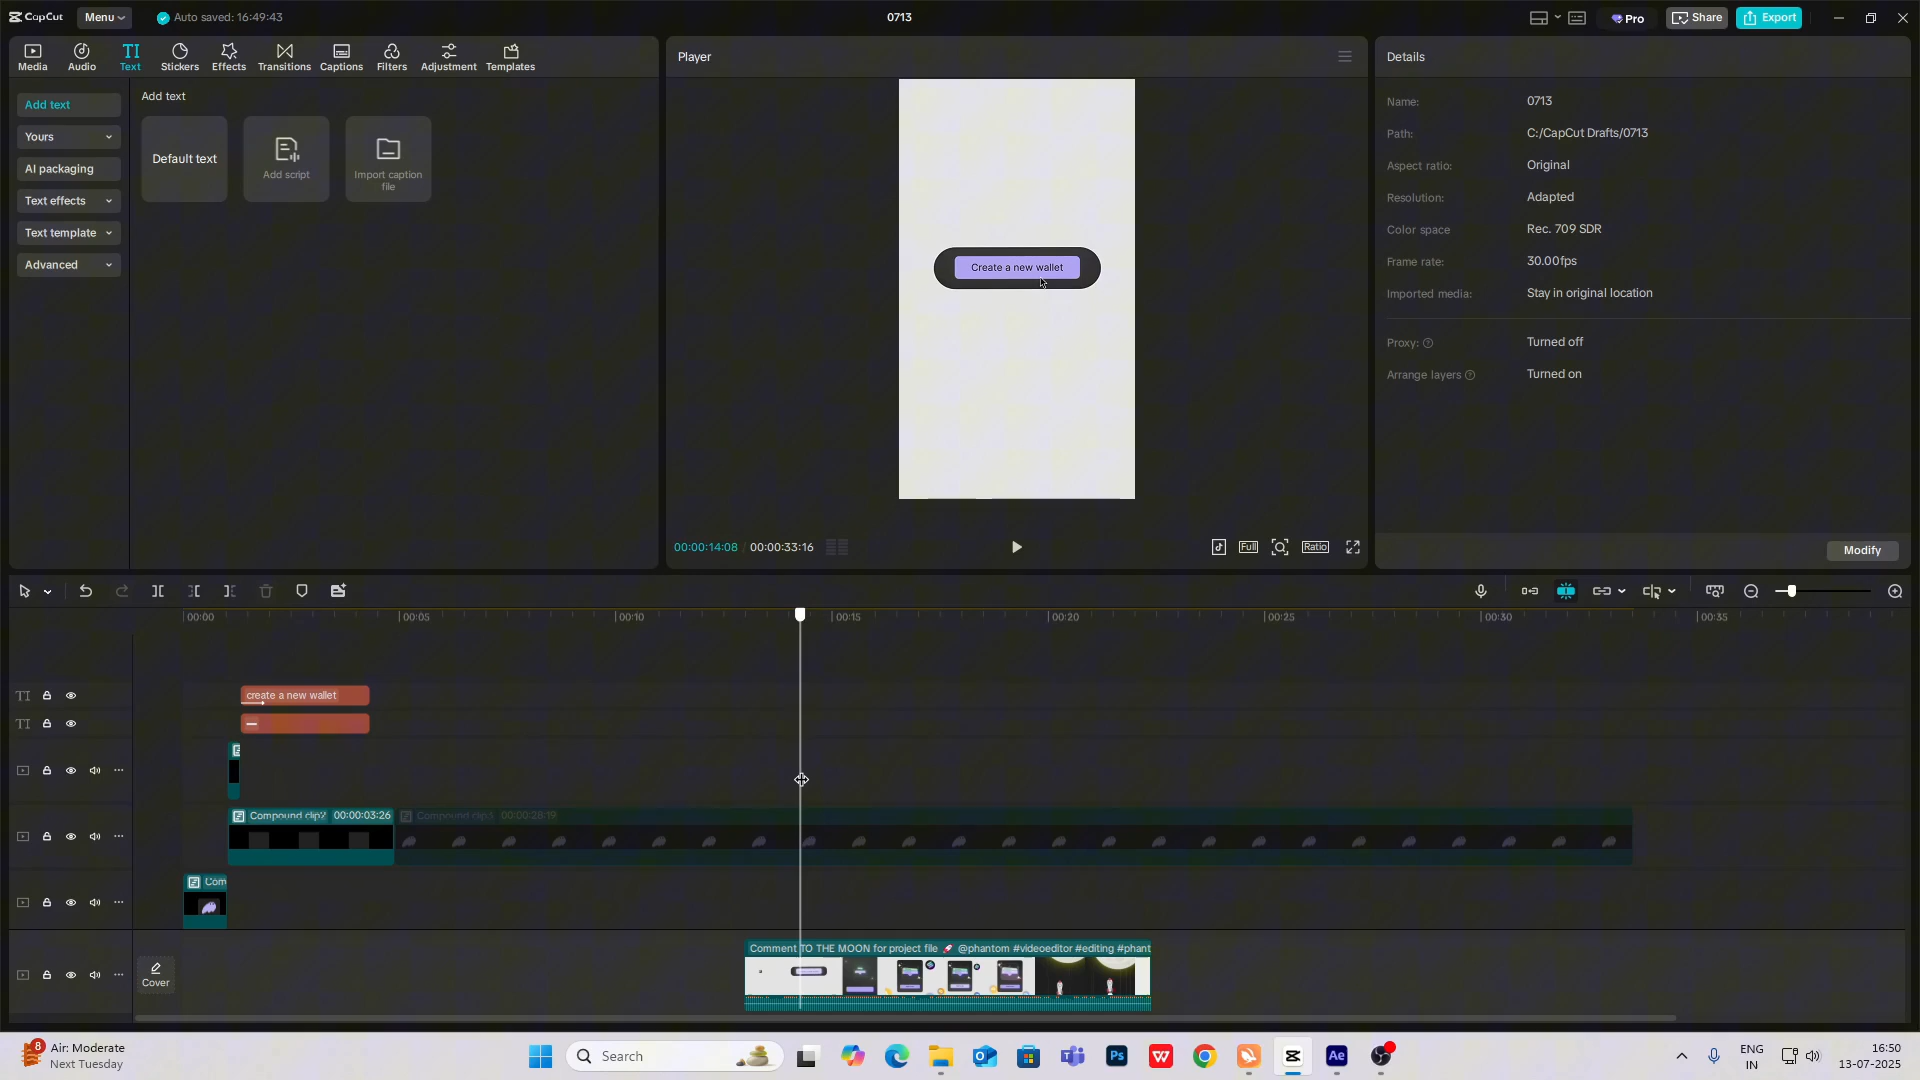 CapCut
Menu
Auto saved: 16:49:43
0713
Pro
Share
Export
Media
Audio
TI
Text
Stickers
Effects
Transitions
Captions
Filters
Adjustment
Templates
Player
Details
Add text
Yours
AI packaging
Text effects
Text template
Advanced
Add text
Default text
Add script
Import caption
file
Create a new wallet
00:00:14:08 / 00:00:33:16
Full
Ratio
Name: 0713
Path: C:/CapCut Drafts/0713
Aspect ratio: Original
Resolution: Adapted
Color space Rec. 709 SDR
Frame rate: 30.00fps
Imported media: Stay in original location
Proxy: Turned off
Arrange layers Turned on
Modify
00:00
00:05
00:10
00:15
00:20
00:25
00:30
00:35
TI
create a new wallet
TI
Compound clip2 00:00:03:26
Compound clip3 00:00:28:19
Com
Cover
Comment TO THE MOON for project file 🚀 @phantom #videoeditor #editing #phant
8
Air: Moderate
Next Tuesday
Search
Ps
W
Ae
ENG
IN
16:50
13-07-2025